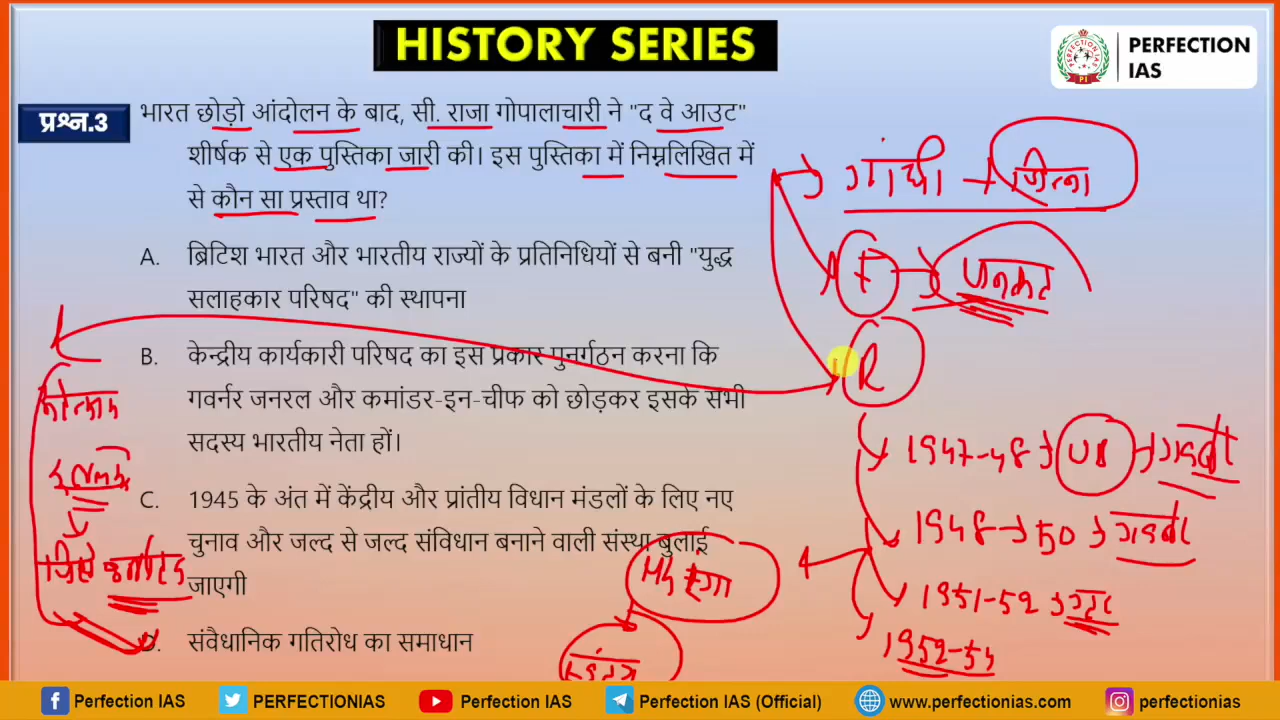 HISTORY SERIES
PERFECTION
IAS
प्रश्न.3
भारत छोड़ो आंदोलन के बाद, सी. राजा गोपालाचारी ने "द वे आउट"
शीर्षक से एक पुस्तिका जारी की। इस पुस्तिका में निम्नलिखित में
से कौन सा प्रस्ताव था?
A. ब्रिटिश भारत और भारतीय राज्यों के प्रतिनिधियों से बनी "युद्ध
सलाहकार परिषद" की स्थापना
B. केन्द्रीय कार्यकारी परिषद का इस प्रकार पुनर्गठन करना कि
गवर्नर जनरल और कमांडर-इन-चीफ को छोड़कर इसके सभी
सदस्य भारतीय नेता हों।
C. 1945 के अंत में केंद्रीय और प्रांतीय विधान मंडलों के लिए नए
चुनाव और जल्द से जल्द संविधान बनाने वाली संस्था बुलाई
जाएगी
D. संवैधानिक गतिरोध का समाधान
गांधी + जिन्ना
F
R
1947-48
1948 → 50
1951-52
Perfection IAS
PERFECTIONIAS
Perfection IAS
Perfection IAS (Official)
www.perfectionias.com
perfectionias